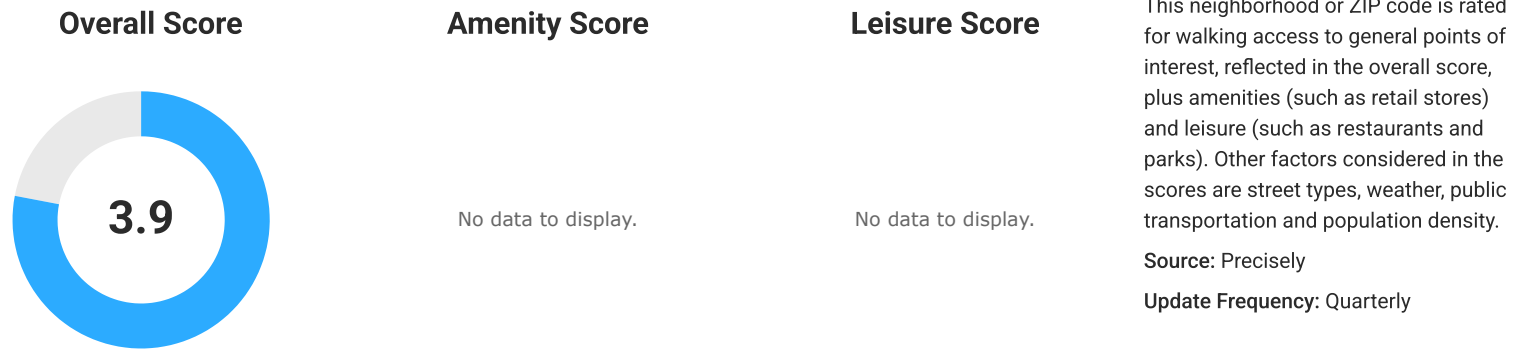 Overall Score
Amenity Score
Leisure Score
3.9
No data to display.
No data to display.
This neighborhood or ZIP code is rated
for walking access to general points of
interest, reflected in the overall score,
plus amenities (such as retail stores)
and leisure (such as restaurants and
parks). Other factors considered in the
scores are street types, weather, public
transportation and population density.
Source: Precisely
Update Frequency: Quarterly